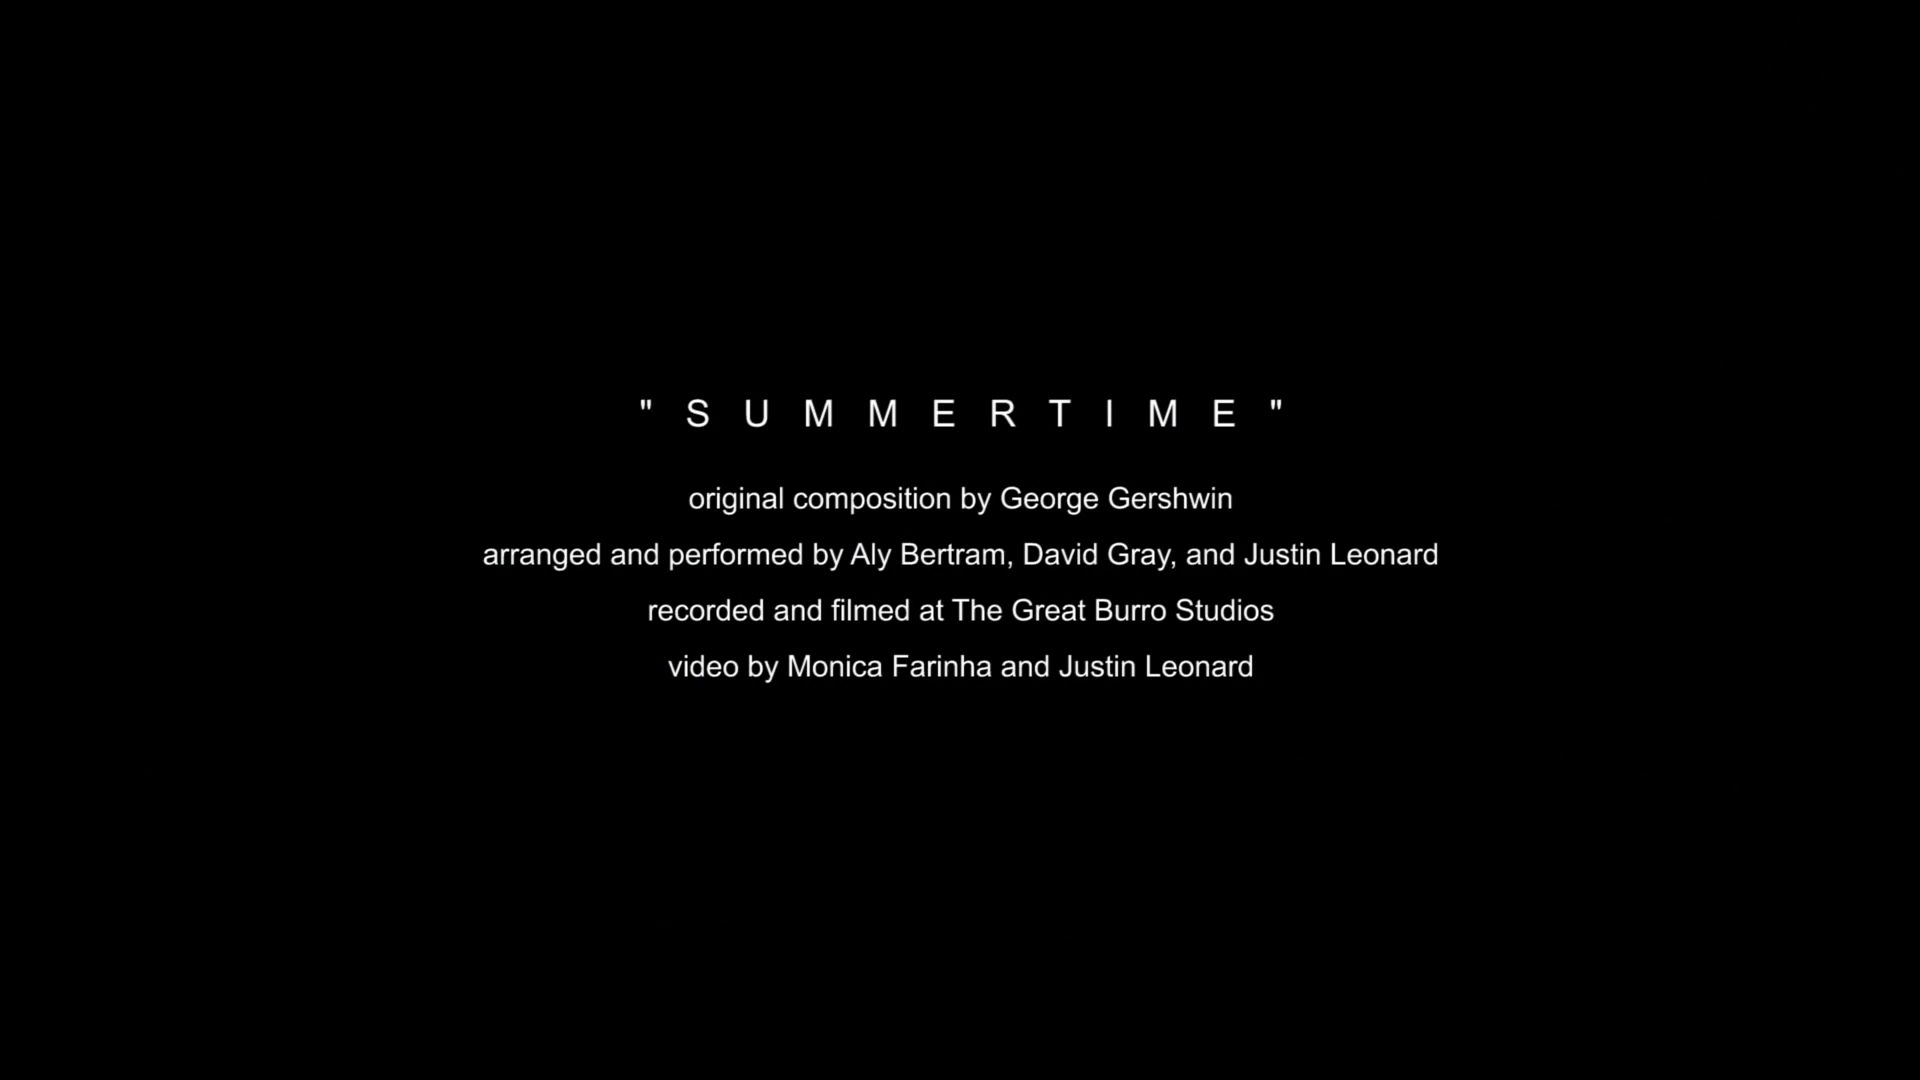 "SUMMERTIME"
original composition by George Gershwin
arranged and performed by Aly Bertram, David Gray, and Justin Leonard
recorded and filmed at The Great Burro Studios
video by Monica Farinha and Justin Leonard